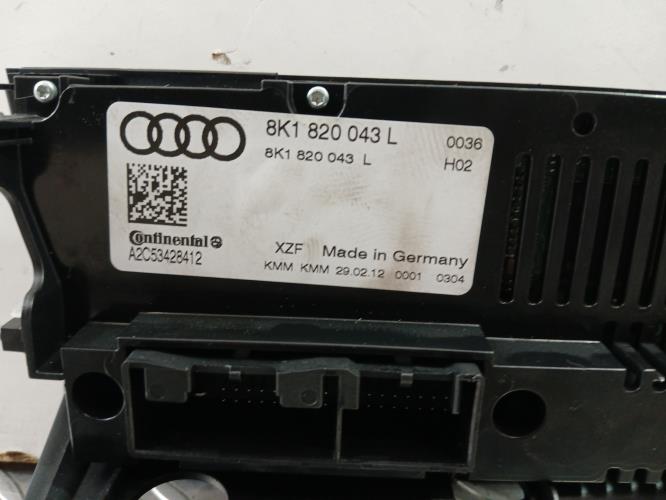 8K1 820 043 L 0036
8K1 820 043 L H02
Continental
A2C53428412
XZF Made in Germany
KMM KMM 29.02.12 0001 0304